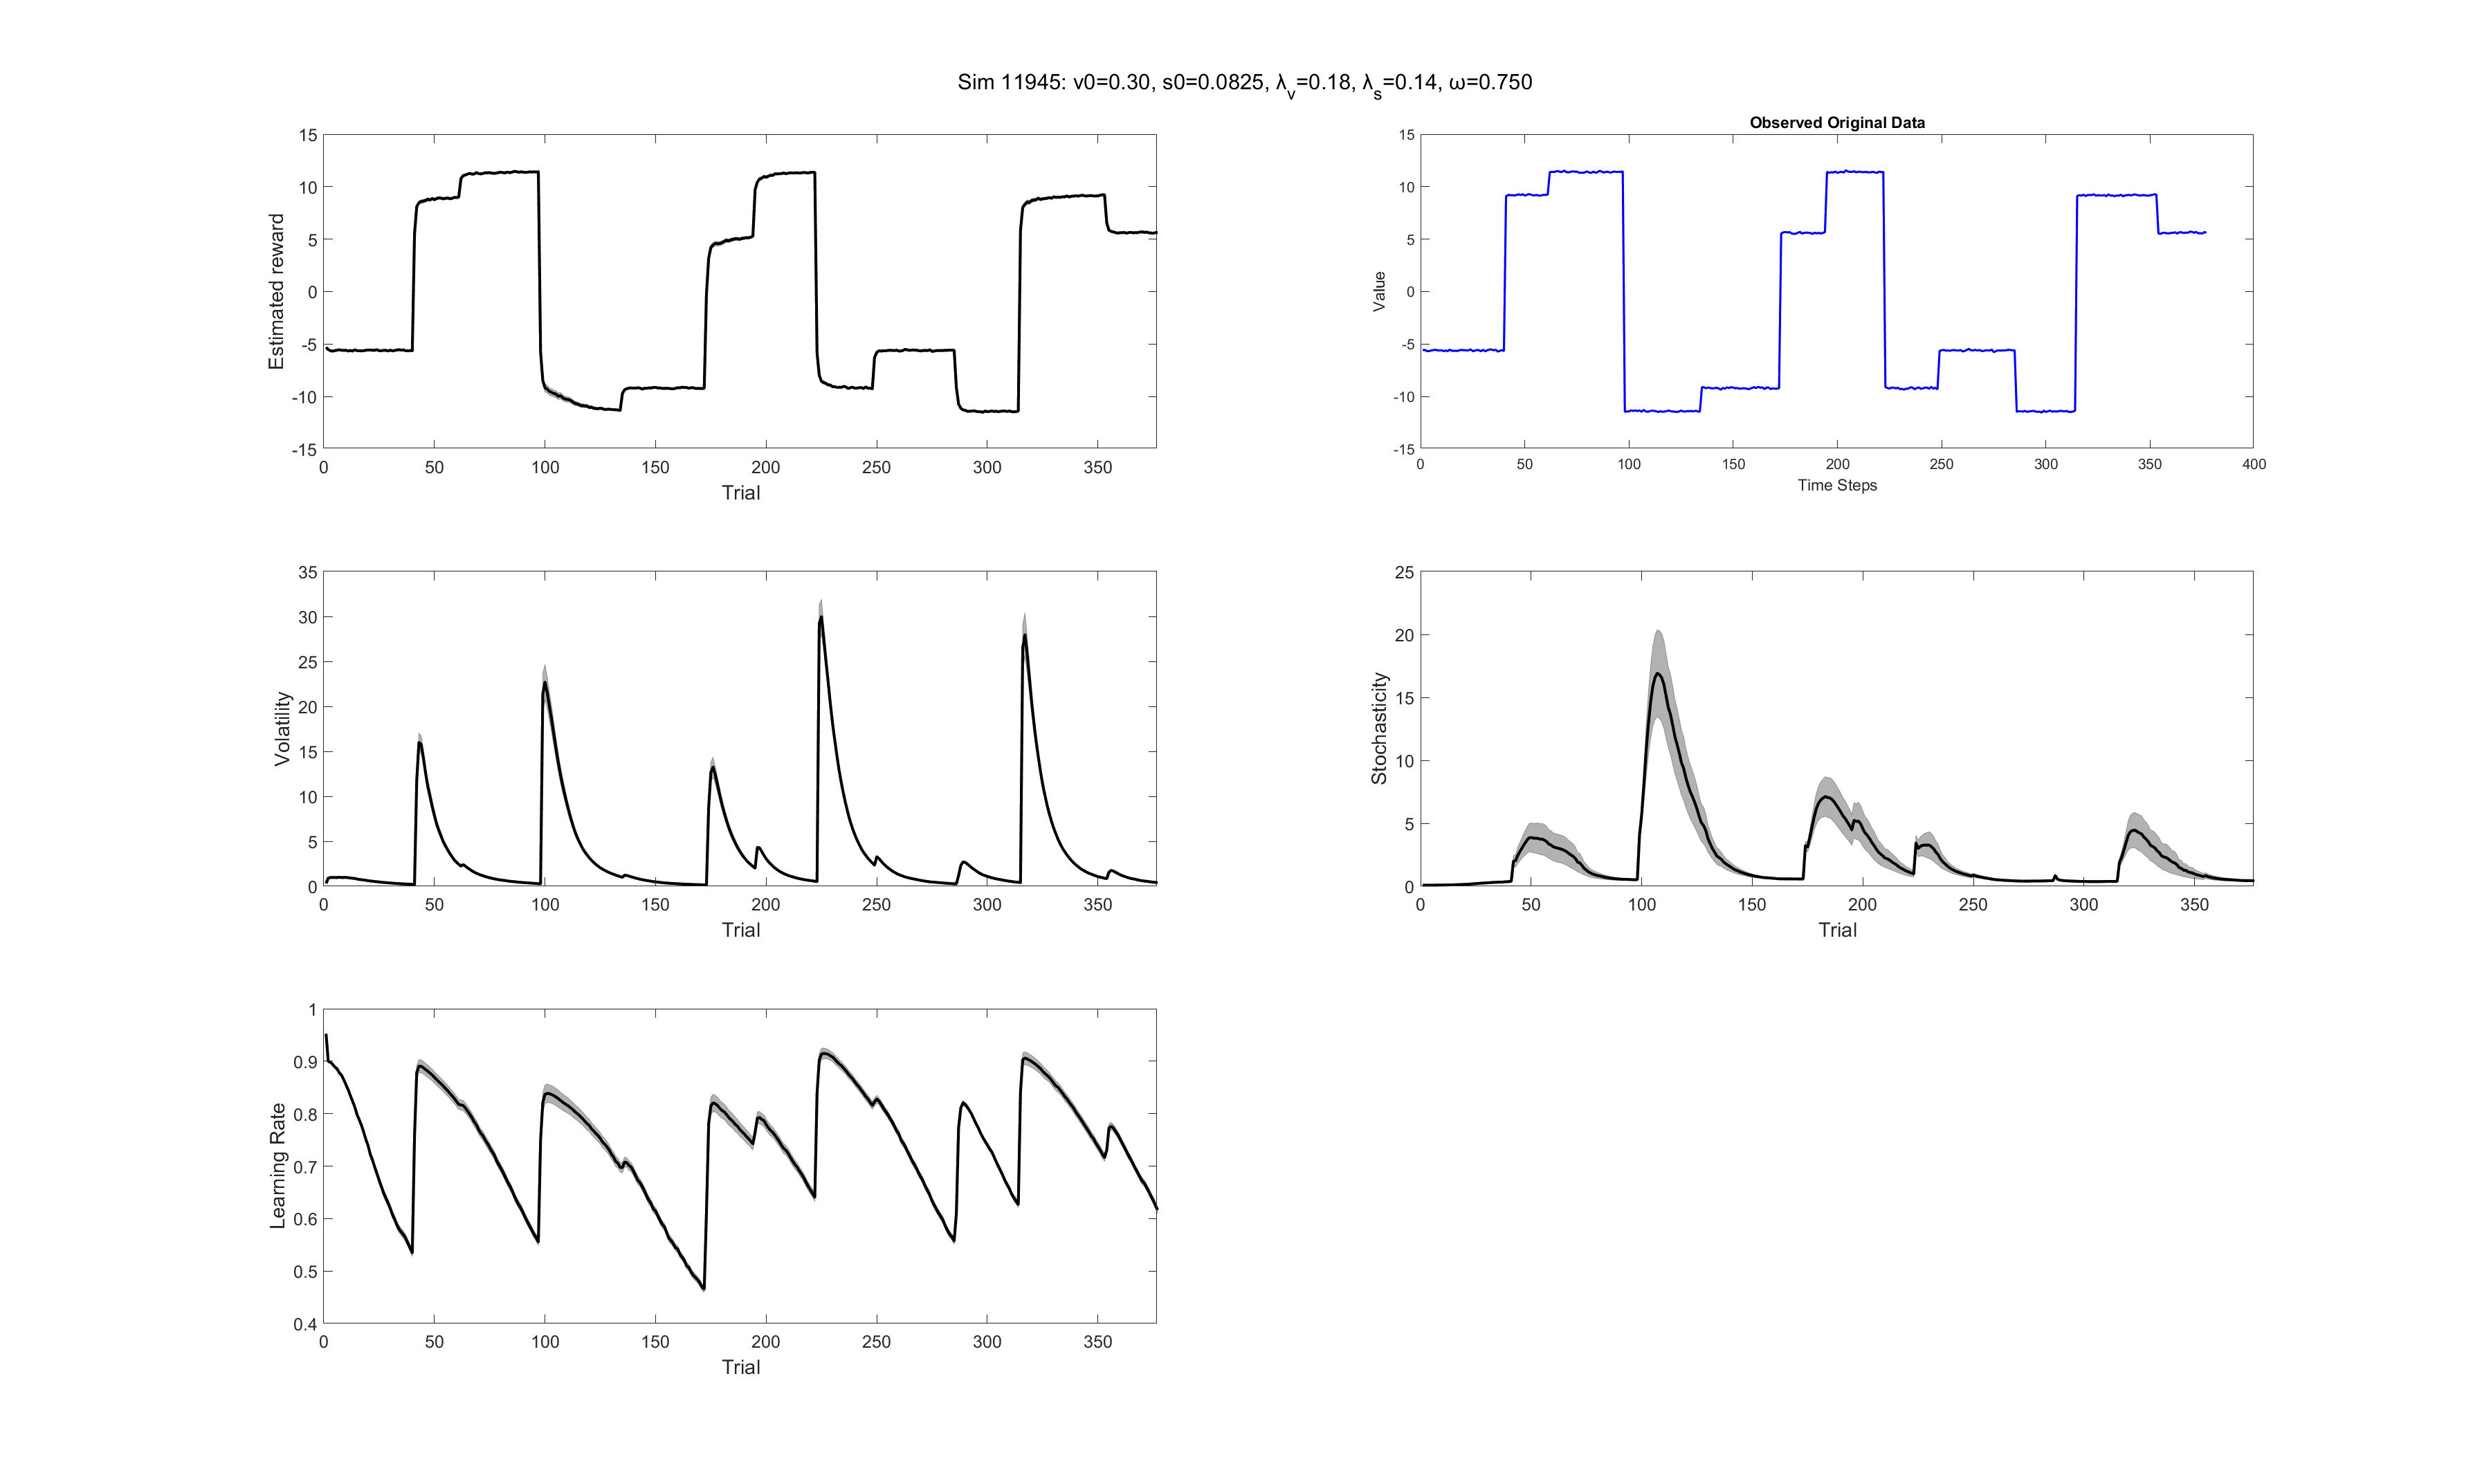 Sim 11945: v0=0.30, s0=0.0825, λv=0.18, λs=0.14, ω=0.750
15
10
5
0
-5
-10
-15
Estimated reward
0 50 100 150 200 250 300 350
Trial
Observed Original Data
15
10
5
0
-5
-10
-15
Value
0 50 100 150 200 250 300 350 400
Time Steps
35
30
25
20
15
10
5
0
Volatility
0 50 100 150 200 250 300 350
Trial
25
20
15
10
5
0
Stochasticity
0 50 100 150 200 250 300 350
Trial
1
0.9
0.8
0.7
0.6
0.5
0.4
Learning Rate
0 50 100 150 200 250 300 350
Trial